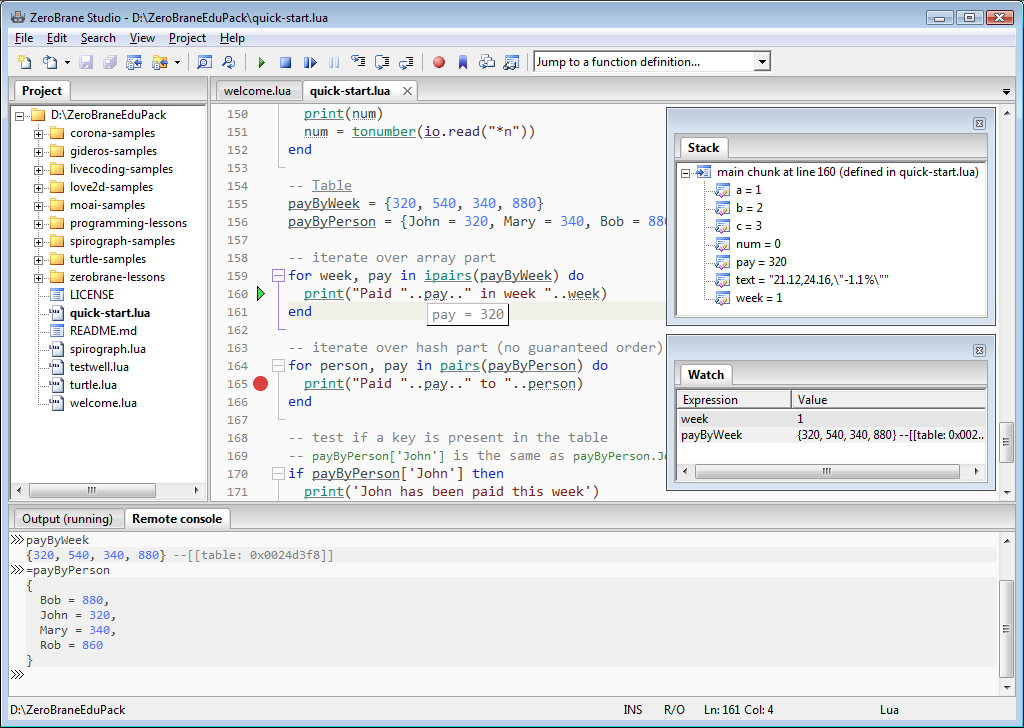 ZeroBrane Studio - D:\ZeroBraneEduPack\quick-start.lua
File Edit Search View Project Help
Jump to a function definition...
Project
D:\ZeroBraneEduPack
corona-samples
gideros-samples
livecoding-samples
love2d-samples
moai-samples
programming-lessons
spirograph-samples
turtle-samples
zerobrane-lessons
LICENSE
quick-start.lua
README.md
spirograph.lua
testwell.lua
turtle.lua
welcome.lua
welcome.lua quick-start.lua
150 print(num)
151 num = tonumber(io.read("*n"))
152 end
153
154 -- Table
155 payByWeek = {320, 540, 340, 880}
156 payByPerson = {John = 320, Mary = 340, Bob = 880
157
158 -- iterate over array part
159 for week, pay in ipairs(payByWeek) do
160 print("Paid "..pay.." in week "..week)
161 end
pay = 320
162
163 -- iterate over hash part (no guaranteed order)
164 for person, pay in pairs(payByPerson) do
165 print("Paid "..pay.." to "..person)
166 end
167
168 -- test if a key is present in the table
169 -- payByPerson['John'] is the same as payByPerson.Jo
170 if payByPerson['John'] then
171 print('John has been paid this week')
Stack
main chunk at line 160 (defined in quick-start.lua)
a = 1
b = 2
c = 3
num = 0
pay = 320
text = "21.12,24.16,\"-1.1%\""
week = 1
Watch
Expression Value
week 1
payByWeek {320, 540, 340, 880} --[[table: 0x002...
Output (running) Remote console
payByWeek
{320, 540, 340, 880} --[[table: 0x0024d3f8]]
=payByPerson
{
Bob = 880,
John = 320,
Mary = 340,
Rob = 860
}
D:\ZeroBraneEduPack INS R/O Ln: 161 Col: 4 Lua